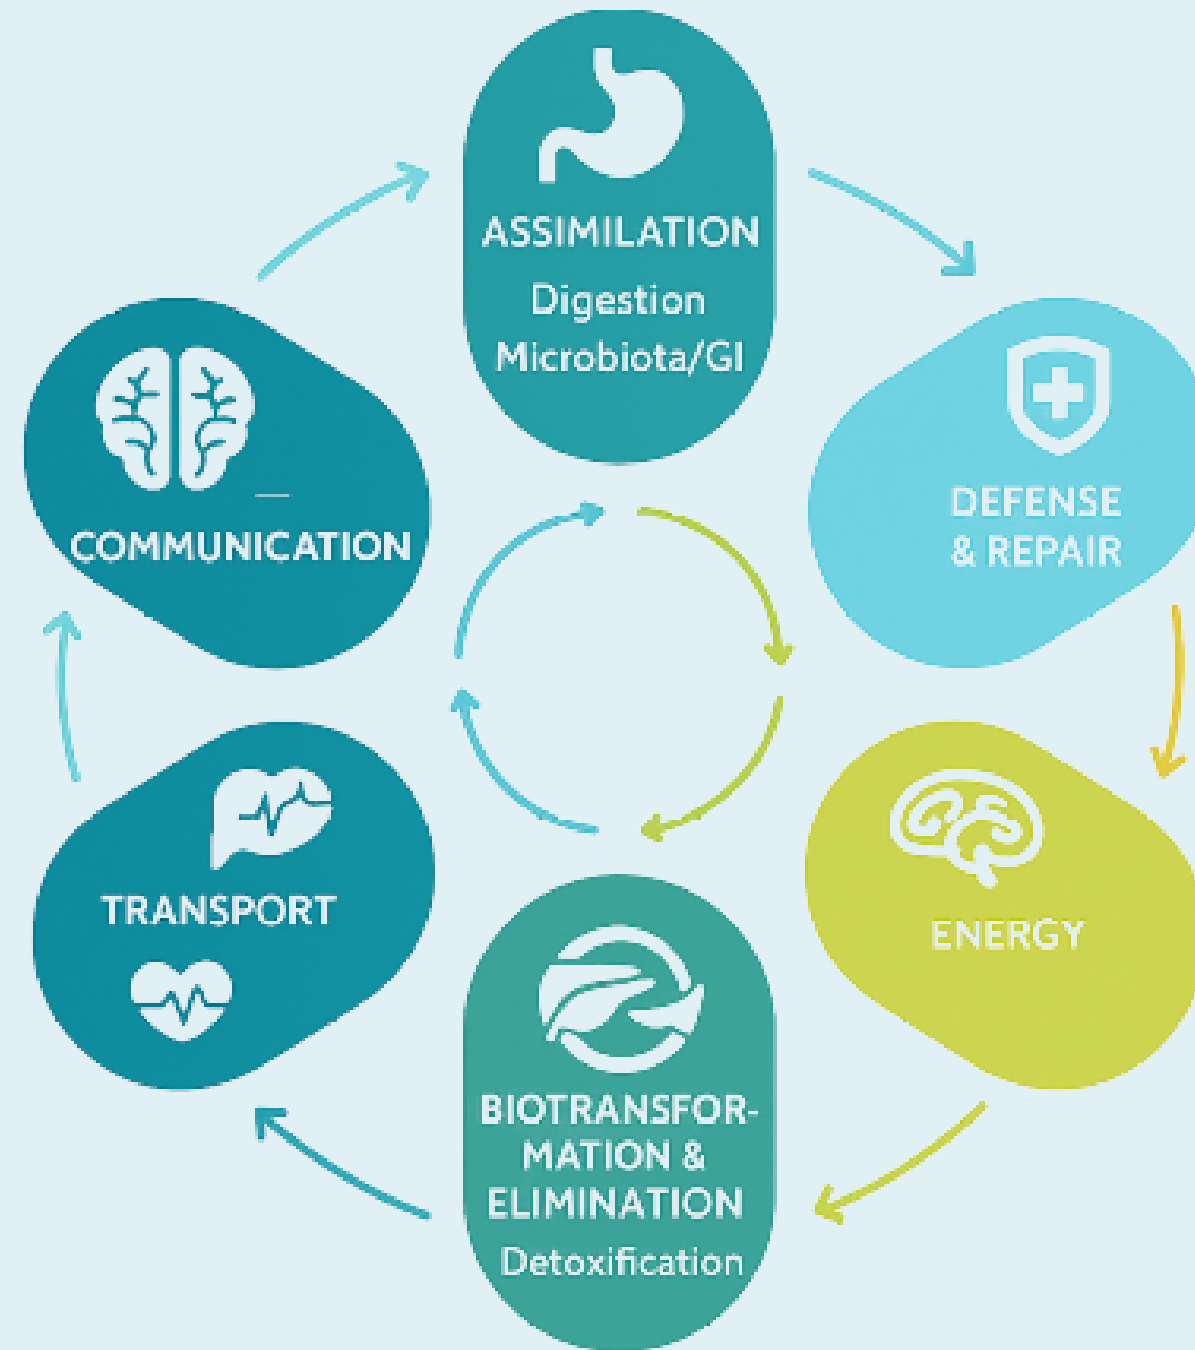 ASSIMILATION
Digestion
Microbiota/GI
DEFENSE
& REPAIR
ENERGY
BIOTRANSFOR-
MATION &
ELIMINATION
Detoxification
TRANSPORT
COMMUNICATION